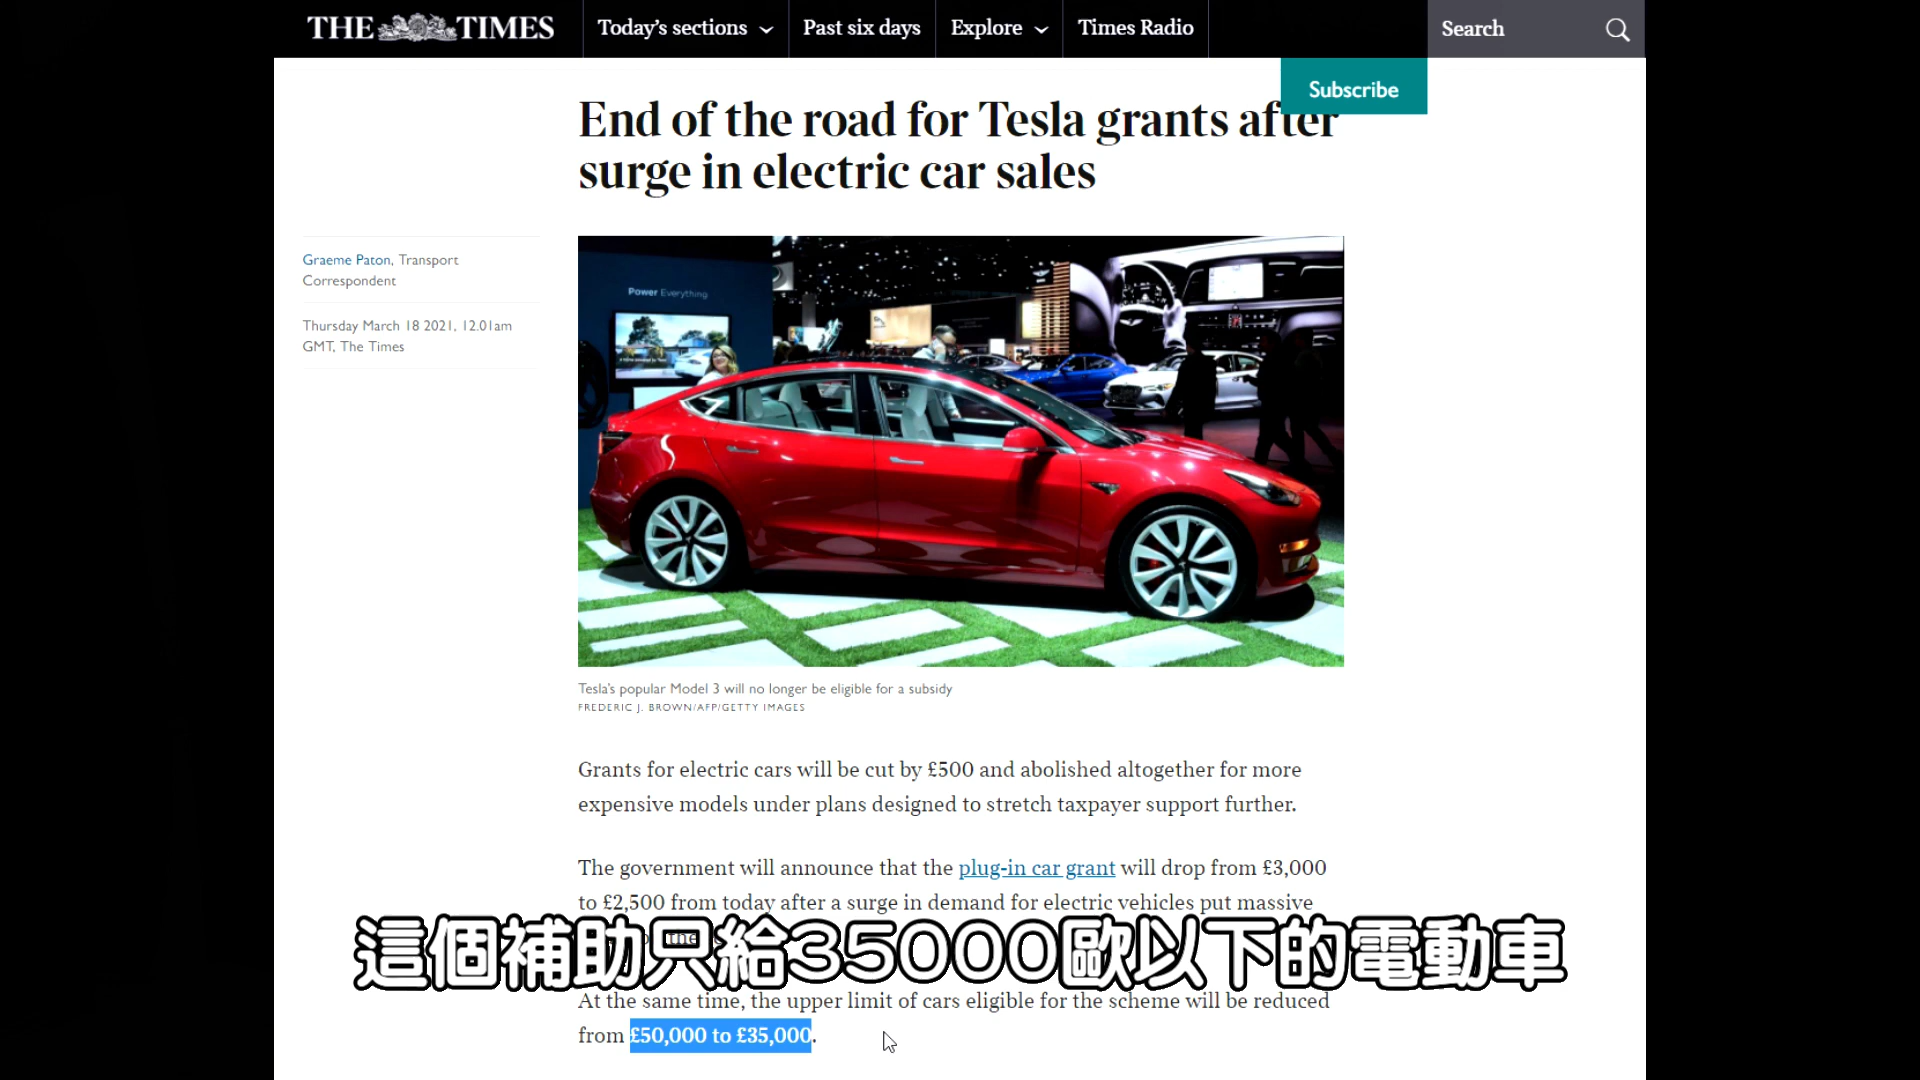 THE TIMES
Today's sections
Past six days
Explore
Times Radio
Search
Subscribe
End of the road for Tesla grants after
surge in electric car sales
Graeme Paton, Transport
Correspondent
Thursday March 18 2021, 12.01am
GMT, The Times
Power Everything
Tesla's popular Model 3 will no longer be eligible for a subsidy
FREDERIC J. BROWN/AFP/GETTY IMAGES
Grants for electric cars will be cut by £500 and abolished altogether for more
expensive models under plans designed to stretch taxpayer support further.
The government will announce that the plug-in car grant will drop from £3,000
to £2,500 from today after a surge in demand for electric vehicles put massive
the
這個補助只給35000歐以下的電動車
At the same time, the upper limit of cars eligible for the scheme will be reduced
from £50,000 to £35,000.